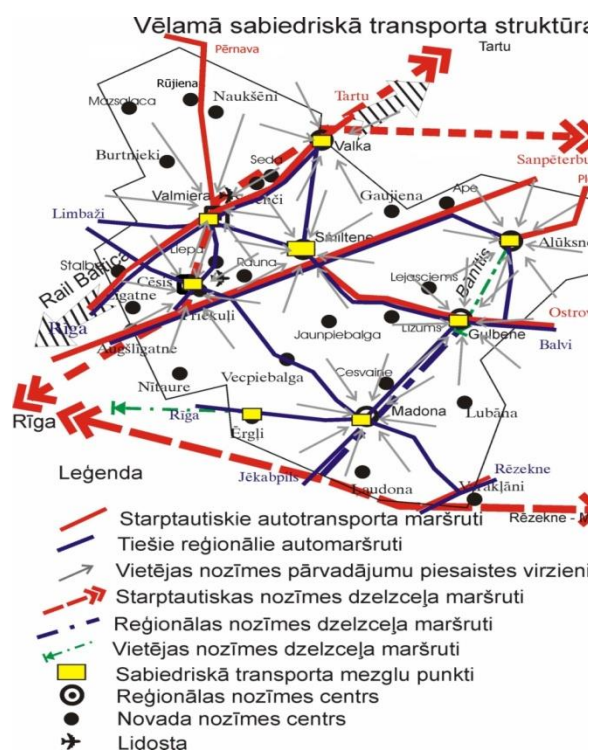 Vēlamā sabiedriskā transporta struktūra
Tartu
Pērnava
Mazsalaca
Rūjiena
Naukšēni
Tartu
Burtnieki
Valka
Seda
Sanpēterbu
Valmiera
Ape
Gaujiena
Limbaži
Smiltene
Alūksne
Liepa
Rauna
Rail Baltica
Cēsis
Lejasciems
Banītis
Rīga
Priekuļi
Lizums
Ostrov
Gulbene
Augšlīgatne
Jaunpiebalga
Balvi
Nītaure
Vecpiebalga
Cesvaine
Lubāna
Rīga
Rīga
Ērgļi
Madona
Leģenda
Jēkabpils
Ļaudona
Rēzekne
Varakļāni
Rēzekne - M
Starptautiskie autotransporta maršruti
Tiešie reģionālie automaršruti
Vietējas nozīmes pārvadājumu piesaistes virzieni
Starptautiskas nozīmes dzelzceļa maršruti
Reģionālas nozīmes dzelzceļa maršruti
Vietējas nozīmes dzelzceļa maršruti
Sabiedriskā transporta mezglu punkti
Reģionālas nozīmes centrs
Novada nozīmes centrs
Lidosta